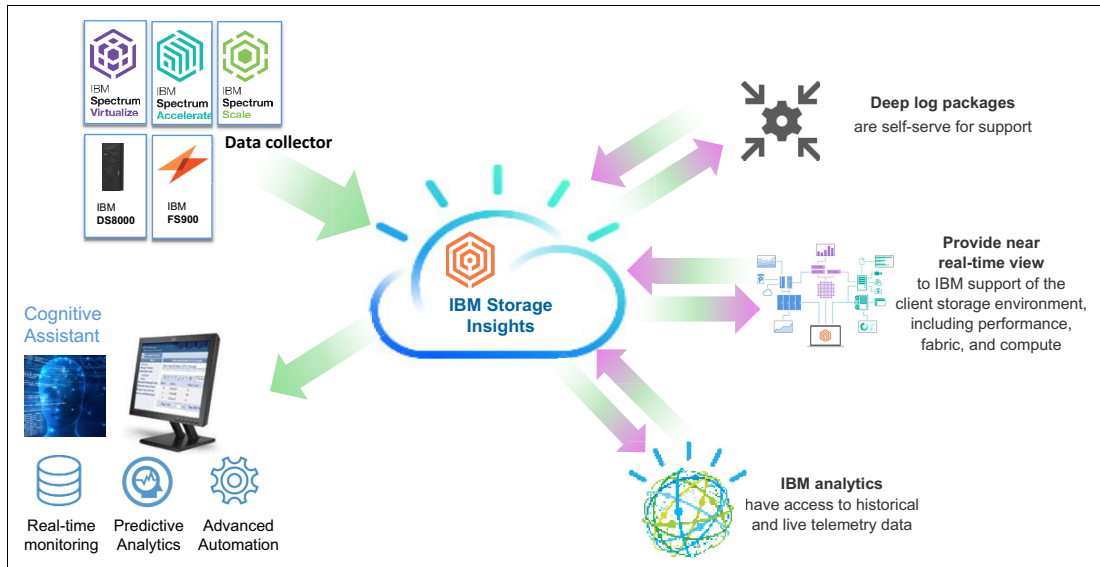 IBM
Spectrum
Virtualize
IBM
Spectrum
Accelerate
IBM
Spectrum
Scale
Data collector
IBM
DS8000
IBM
FS900
Deep log packages
are self-serve for support
IBM Storage
Insights
Provide near
real-time view
to IBM support of the
client storage environment,
including performance,
fabric, and compute
Cognitive
Assistant
Real-time
monitoring
Predictive
Analytics
Advanced
Automation
IBM analytics
have access to historical
and live telemetry data